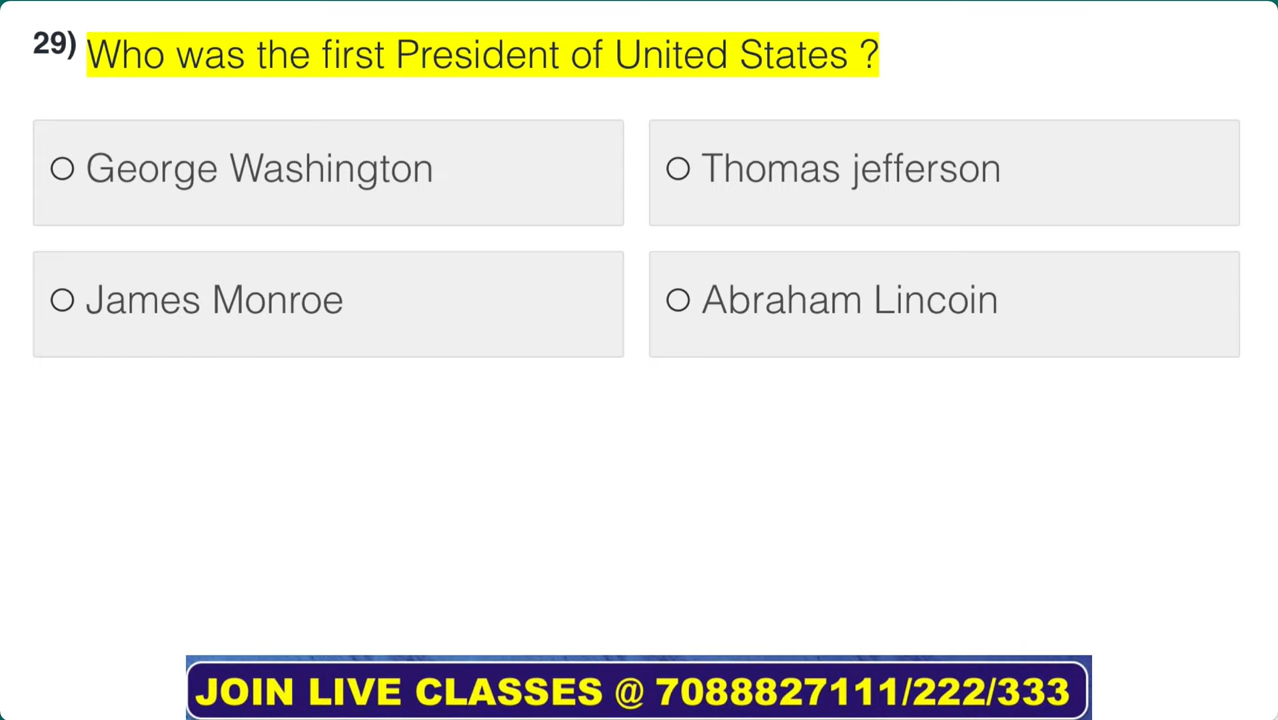 29) Who was the first President of United States ?
George Washington
Thomas jefferson
James Monroe
Abraham Lincoin
JOIN LIVE CLASSES @ 7088827111/222/333